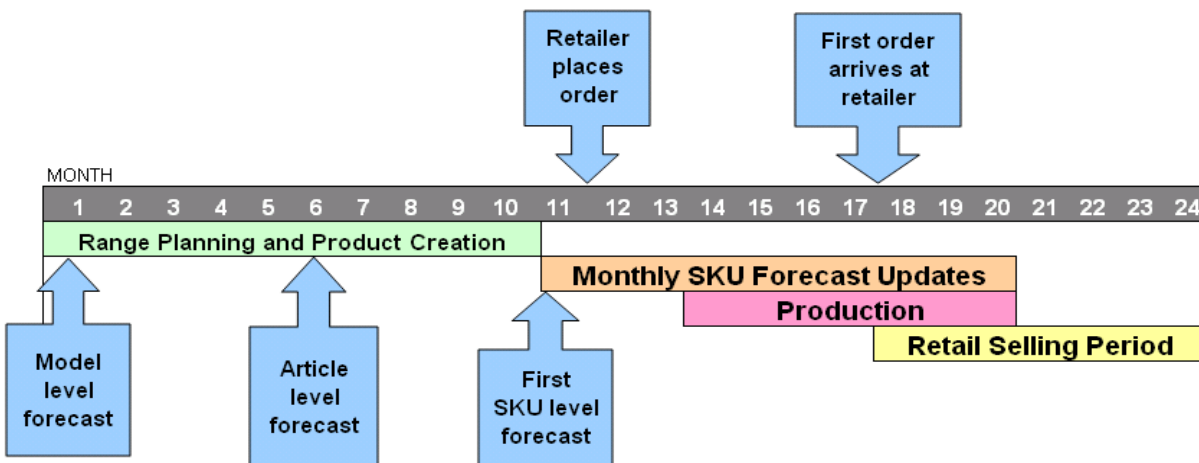 Retailer
places
order
First order
arrives at
retailer
MONTH
1 2 3 4 5 6 7 8 9 10 11 12 13 14 15 16 17 18 19 20 21 22 23 24
Range Planning and Product Creation
Monthly SKU Forecast Updates
Production
Retail Selling Period
Model
level
forecast
Article
level
forecast
First
SKU level
forecast